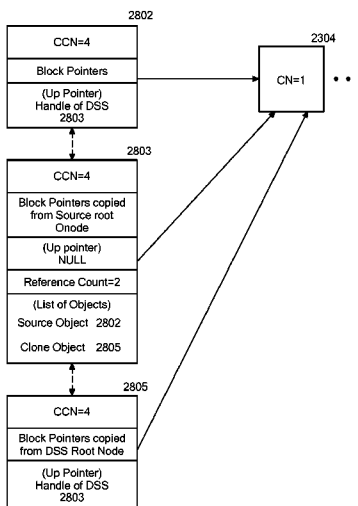 2802
CCN=4
Block Pointers
(Up Pointer)
Handle of DSS
2803
2304
CN=1
2803
CCN=4
Block Pointers copied
from Source root
Onode
(Up pointer)
NULL
Reference Count=2
(List of Objects)
Source Object 2802
Clone Object 2805
2805
CCN=4
Block Pointers copied
from DSS Root Node
(Up Pointer)
Handle of DSS
2803